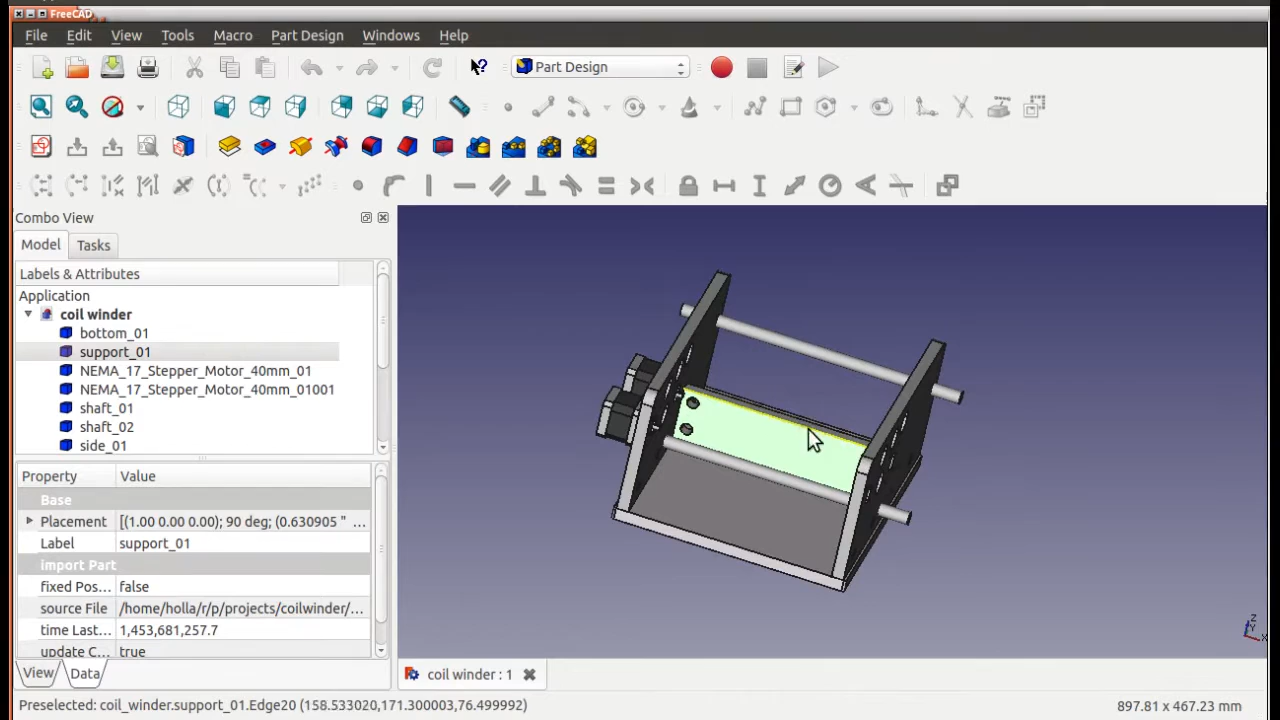 FreeCAD
File Edit View Tools Macro Part Design Windows Help
Part Design
Combo View
Model Tasks
Labels & Attributes
Application
coil winder
bottom_01
support_01
NEMA_17_Stepper_Motor_40mm_01
NEMA_17_Stepper_Motor_40mm_01001
shaft_01
shaft_02
side_01
Property Value
Base
Placement [(1.00 0.00 0.00); 90 deg; (0.630905 " ...
Label support_01
import Part
fixed Pos... false
source File /home/holla/r/p/projects/coilwinder/...
time Last... 1,453,681,257.7
update C... true
View Data
coil winder : 1
Z
Y
X
Preselected: coil_winder.support_01.Edge20 (158.533020,171.300003,76.499992)
897.81 x 467.23 mm